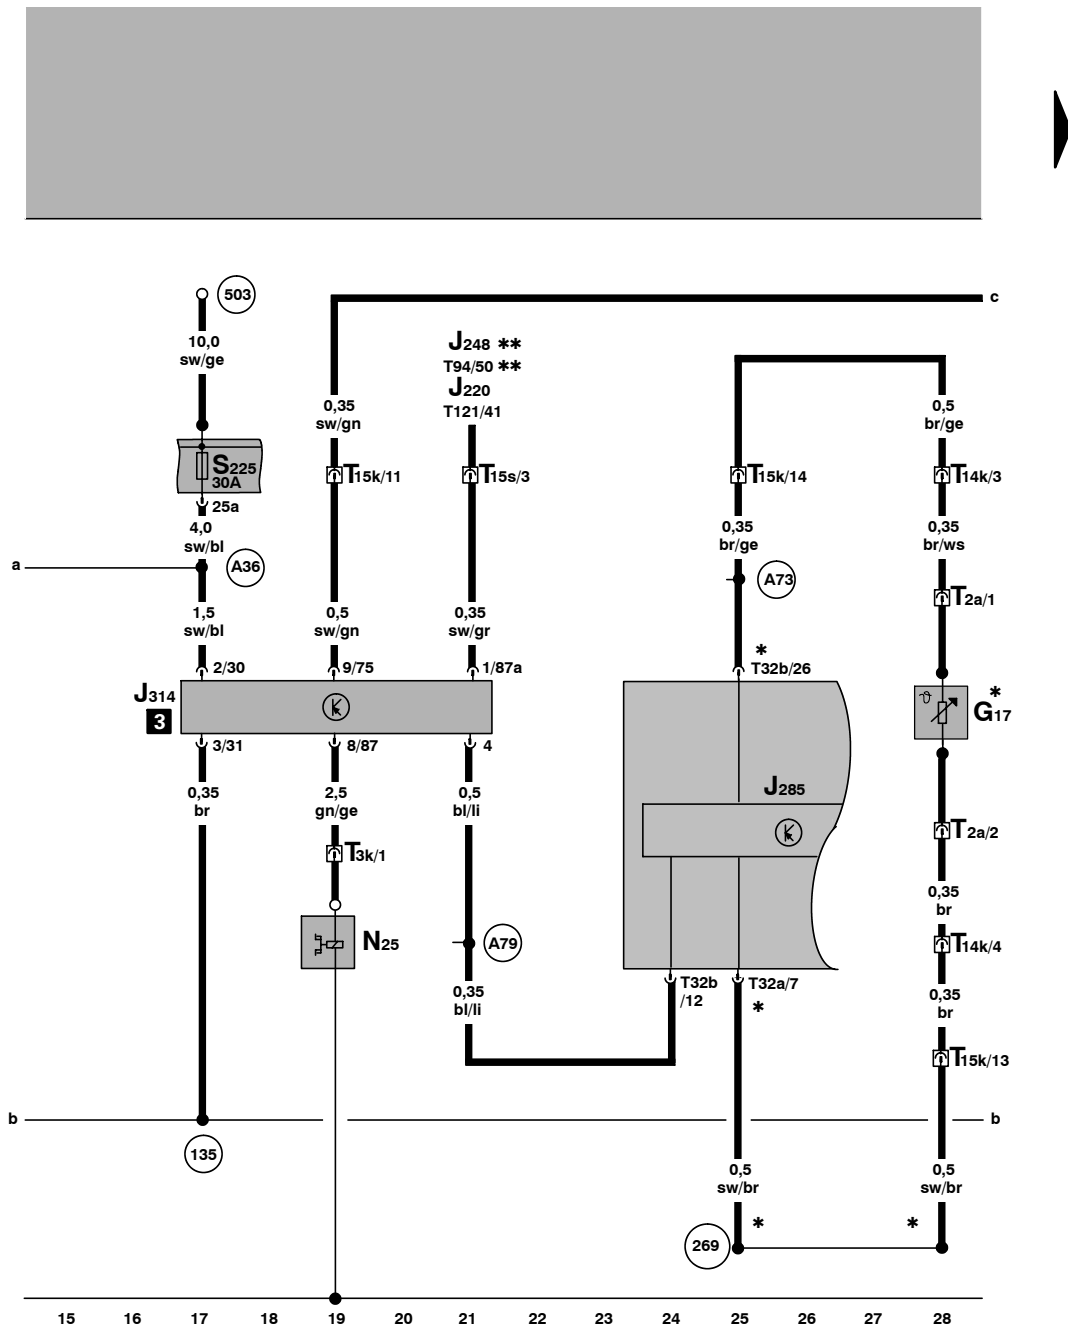 503
c
10,0
sw/ge
J248 **
T94/50 **
J220
T121/41
0,35
sw/gn
0,5
br/ge
S225
30A
T15k/11
T15s/3
T15k/14
T14k/3
25a
4,0
sw/bl
0,35
br/ge
0,35
br/ws
a
A36
A73
T2a/1
1,5
sw/bl
0,5
sw/gn
0,35
sw/gr
*
2/30
9/75
1/87a
T32b/26
J314
3
ϑ
*
G17
3/31
8/87
4
0,35
br
2,5
gn/ge
0,5
bl/li
J285
T2a/2
T3k/1
0,35
br
N25
A79
T14k/4
0,35
bl/li
T32b
/12
T32a/7
*
0,35
br
T15k/13
b
b
135
0,5
sw/br
0,5
sw/br
*
*
269
15 16 17 18 19 20 21 22 23 24 25 26 27 28